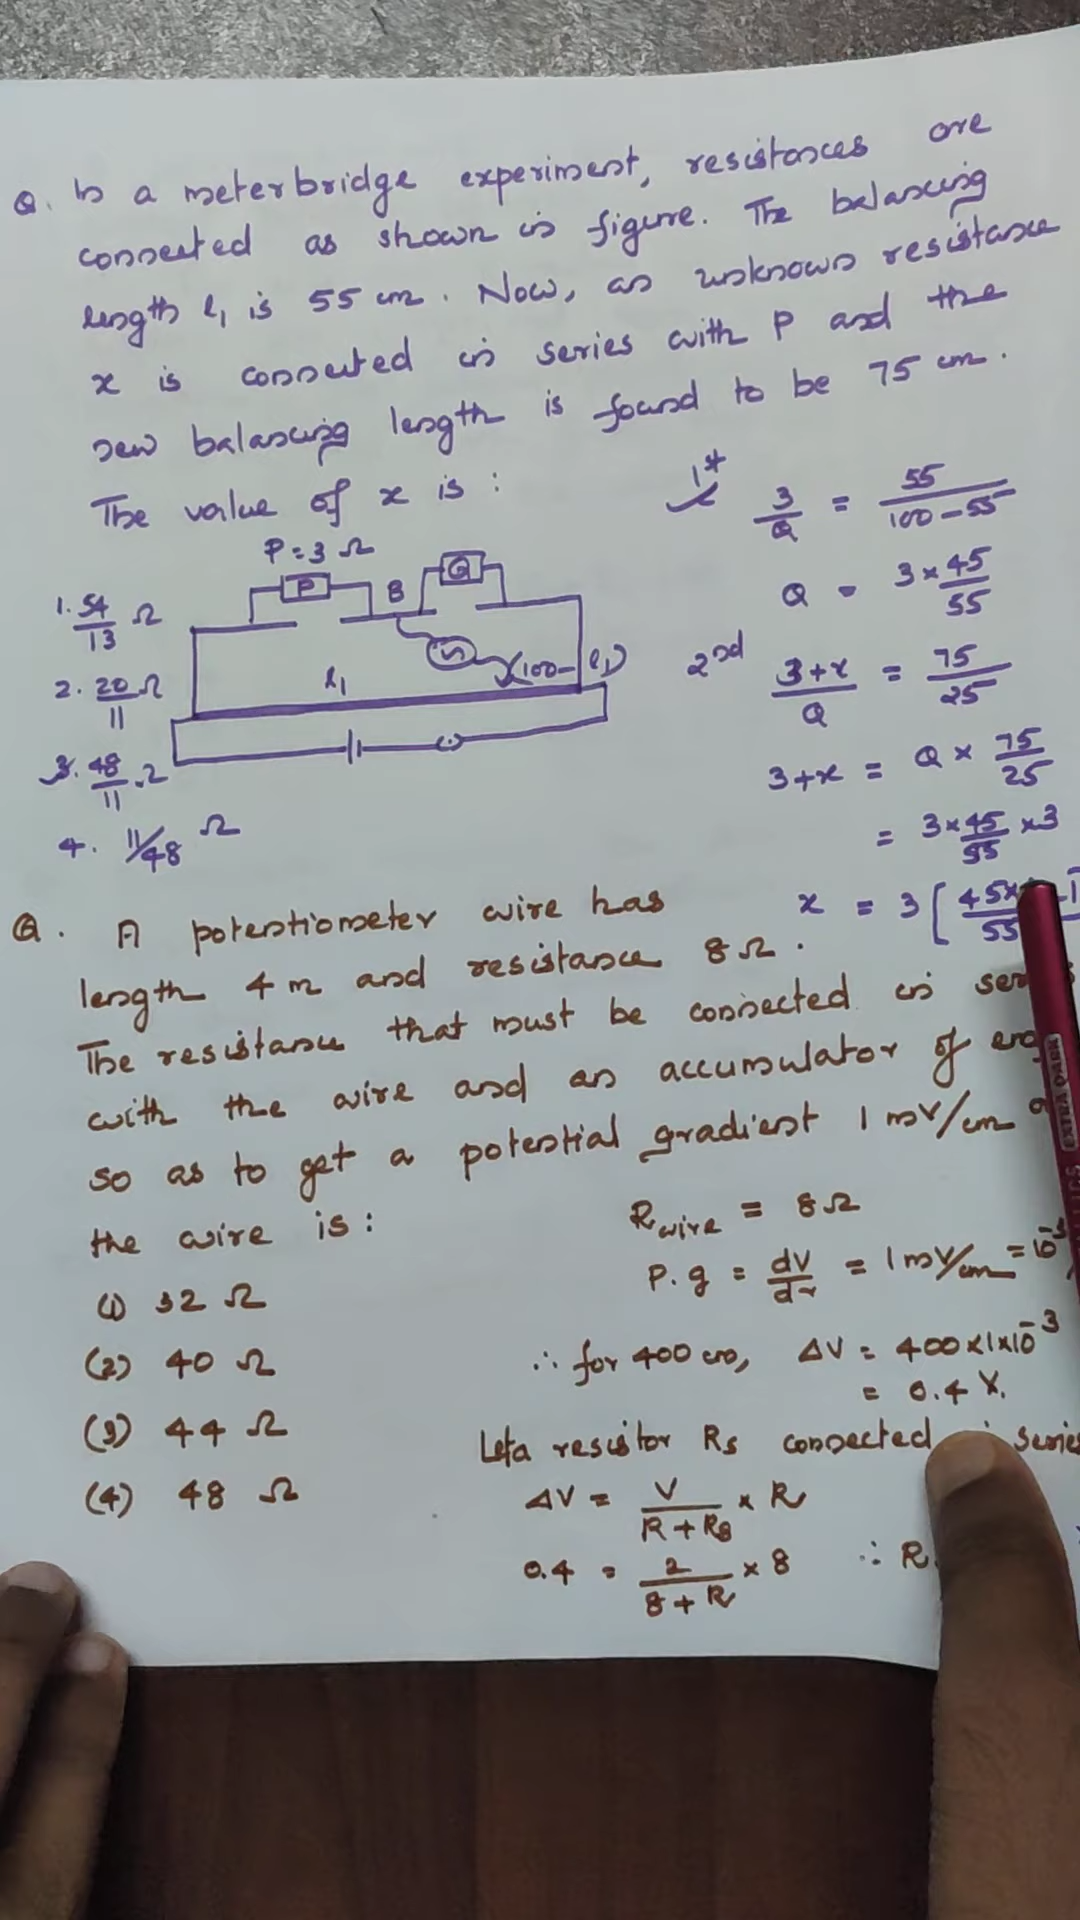 Q. In a meterbridge experiment, resistances are
connected as shown in figure. The balancing
length l₁ is 55 cm. Now, an unknown resistance
x is connected in series with P and the
new balancing length is found to be 75 cm.
The value of x is :
1. 54/13 Ω
2. 20/11 Ω
3. 48/11 Ω
4. 11/48 Ω
P = 3 Ω
P
B
Q
G
l₁
(100 - l₁)
1st
3/Q = 55/(100-55)
Q = 3 × 45/55
2nd
(3+x)/Q = 75/25
3+x = Q × 75/25
= 3 × 45/55 × 3
x = 3 [ 45×
55
Q. A potentiometer wire has
length 4 m and resistance 8 Ω.
The resistance that must be connected in
with the wire and an accumulator of
so as to get a potential gradient 1 mV/cm
the wire is :
(1) 32 Ω
(2) 40 Ω
(3) 44 Ω
(4) 48 Ω
R wire = 8 Ω
P.g = dV/dr = 1 mV/cm = 10⁻³
∴ for 400 cm, ΔV = 400×1×10⁻³
= 0.4 V.
Let a resistor Rs connected series
ΔV = V/(R+Rs) × R
0.4 = 2/(8+R) × 8 ∴ R
EXTRA DARK